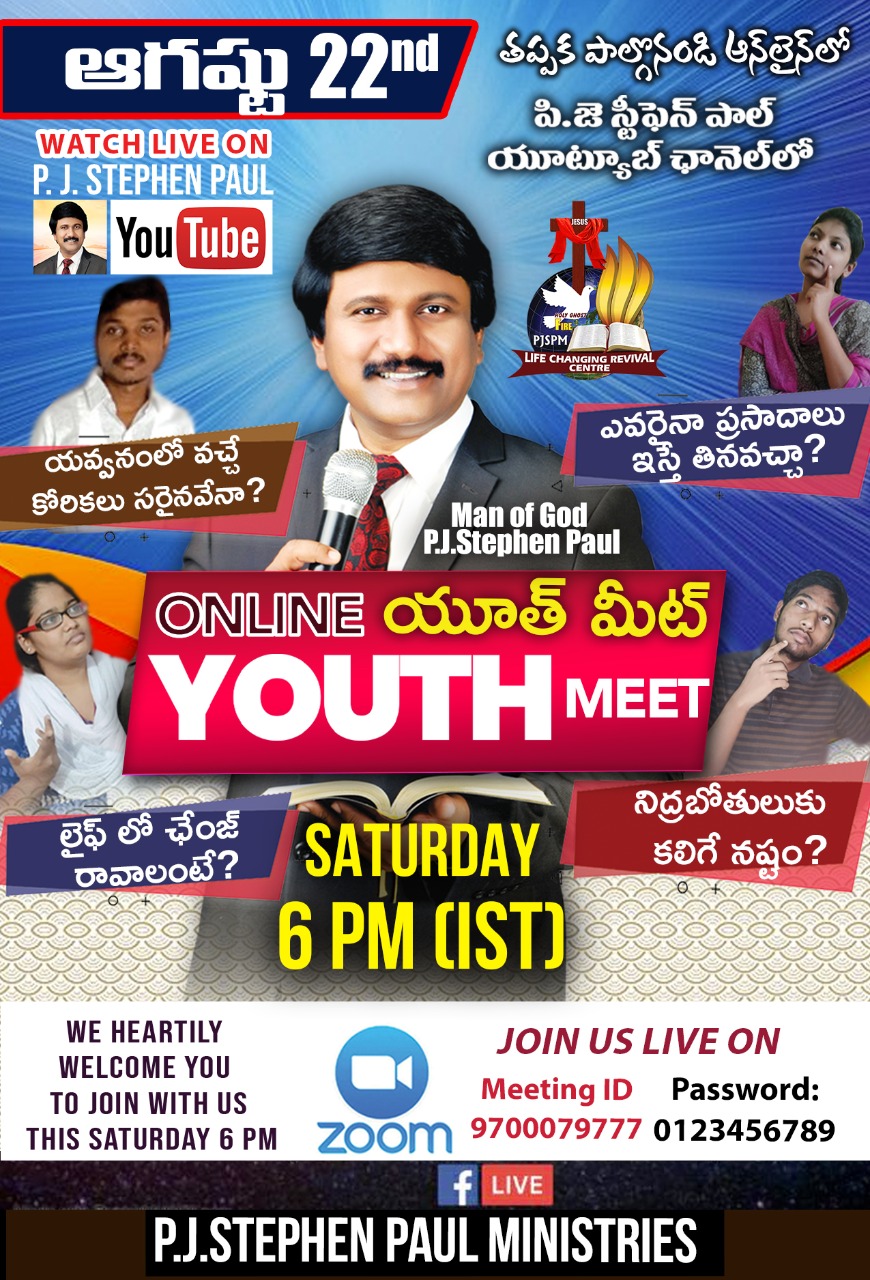 ఆగష్టు 22nd
తప్పక పాల్గొనండి ఆన్‌లైన్‌లో
పి.జె స్టీఫెన్ పాల్
యూట్యూబ్ ఛానెల్‌లో
WATCH LIVE ON
P. J. STEPHEN PAUL
YouTube
JESUS
HOLY GHOST
FIRE
PJSPM
LIFE CHANGING REVIVAL
CENTRE
యవ్వనంలో వచ్చే
కోరికలు సరైనవేనా?
ఎవరైనా ప్రసాదాలు
ఇస్తే తినవచ్చా?
Man of God
P.J.Stephen Paul
ONLINE యూత్ మీట్
YOUTH MEET
లైఫ్ లో ఛేంజ్
రావాలంటే?
నిద్రబోతులుకు
కలిగే నష్టం?
SATURDAY
6 PM (IST)
WE HEARTILY
WELCOME YOU
TO JOIN WITH US
THIS SATURDAY 6 PM
zoom
JOIN US LIVE ON
Meeting ID Password:
9700079777 0123456789
f LIVE
P.J.STEPHEN PAUL MINISTRIES